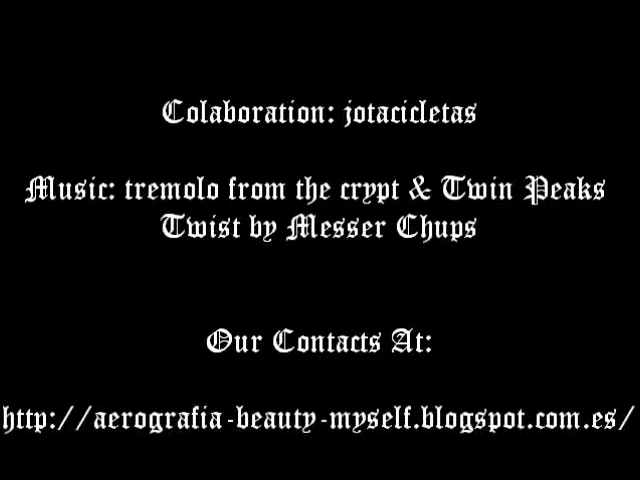 Colaboration: jotacicletas
Music: tremolo from the crypt & Twin Peaks
Twist by Messer Chups
Our Contacts At:
http://aerografia-beauty-myself.blogspot.com.es/